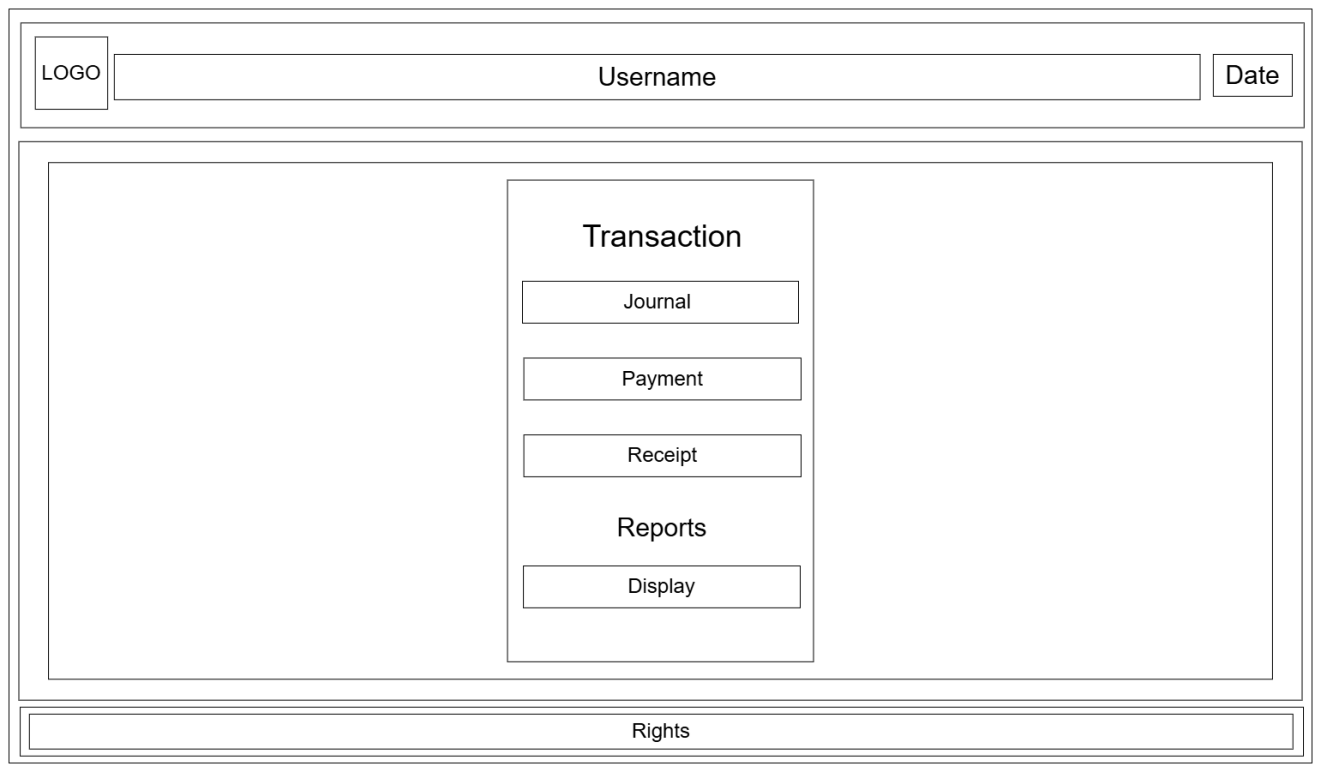 LOGO
Username
Date
Transaction
Journal
Payment
Receipt
Reports
Display
Rights